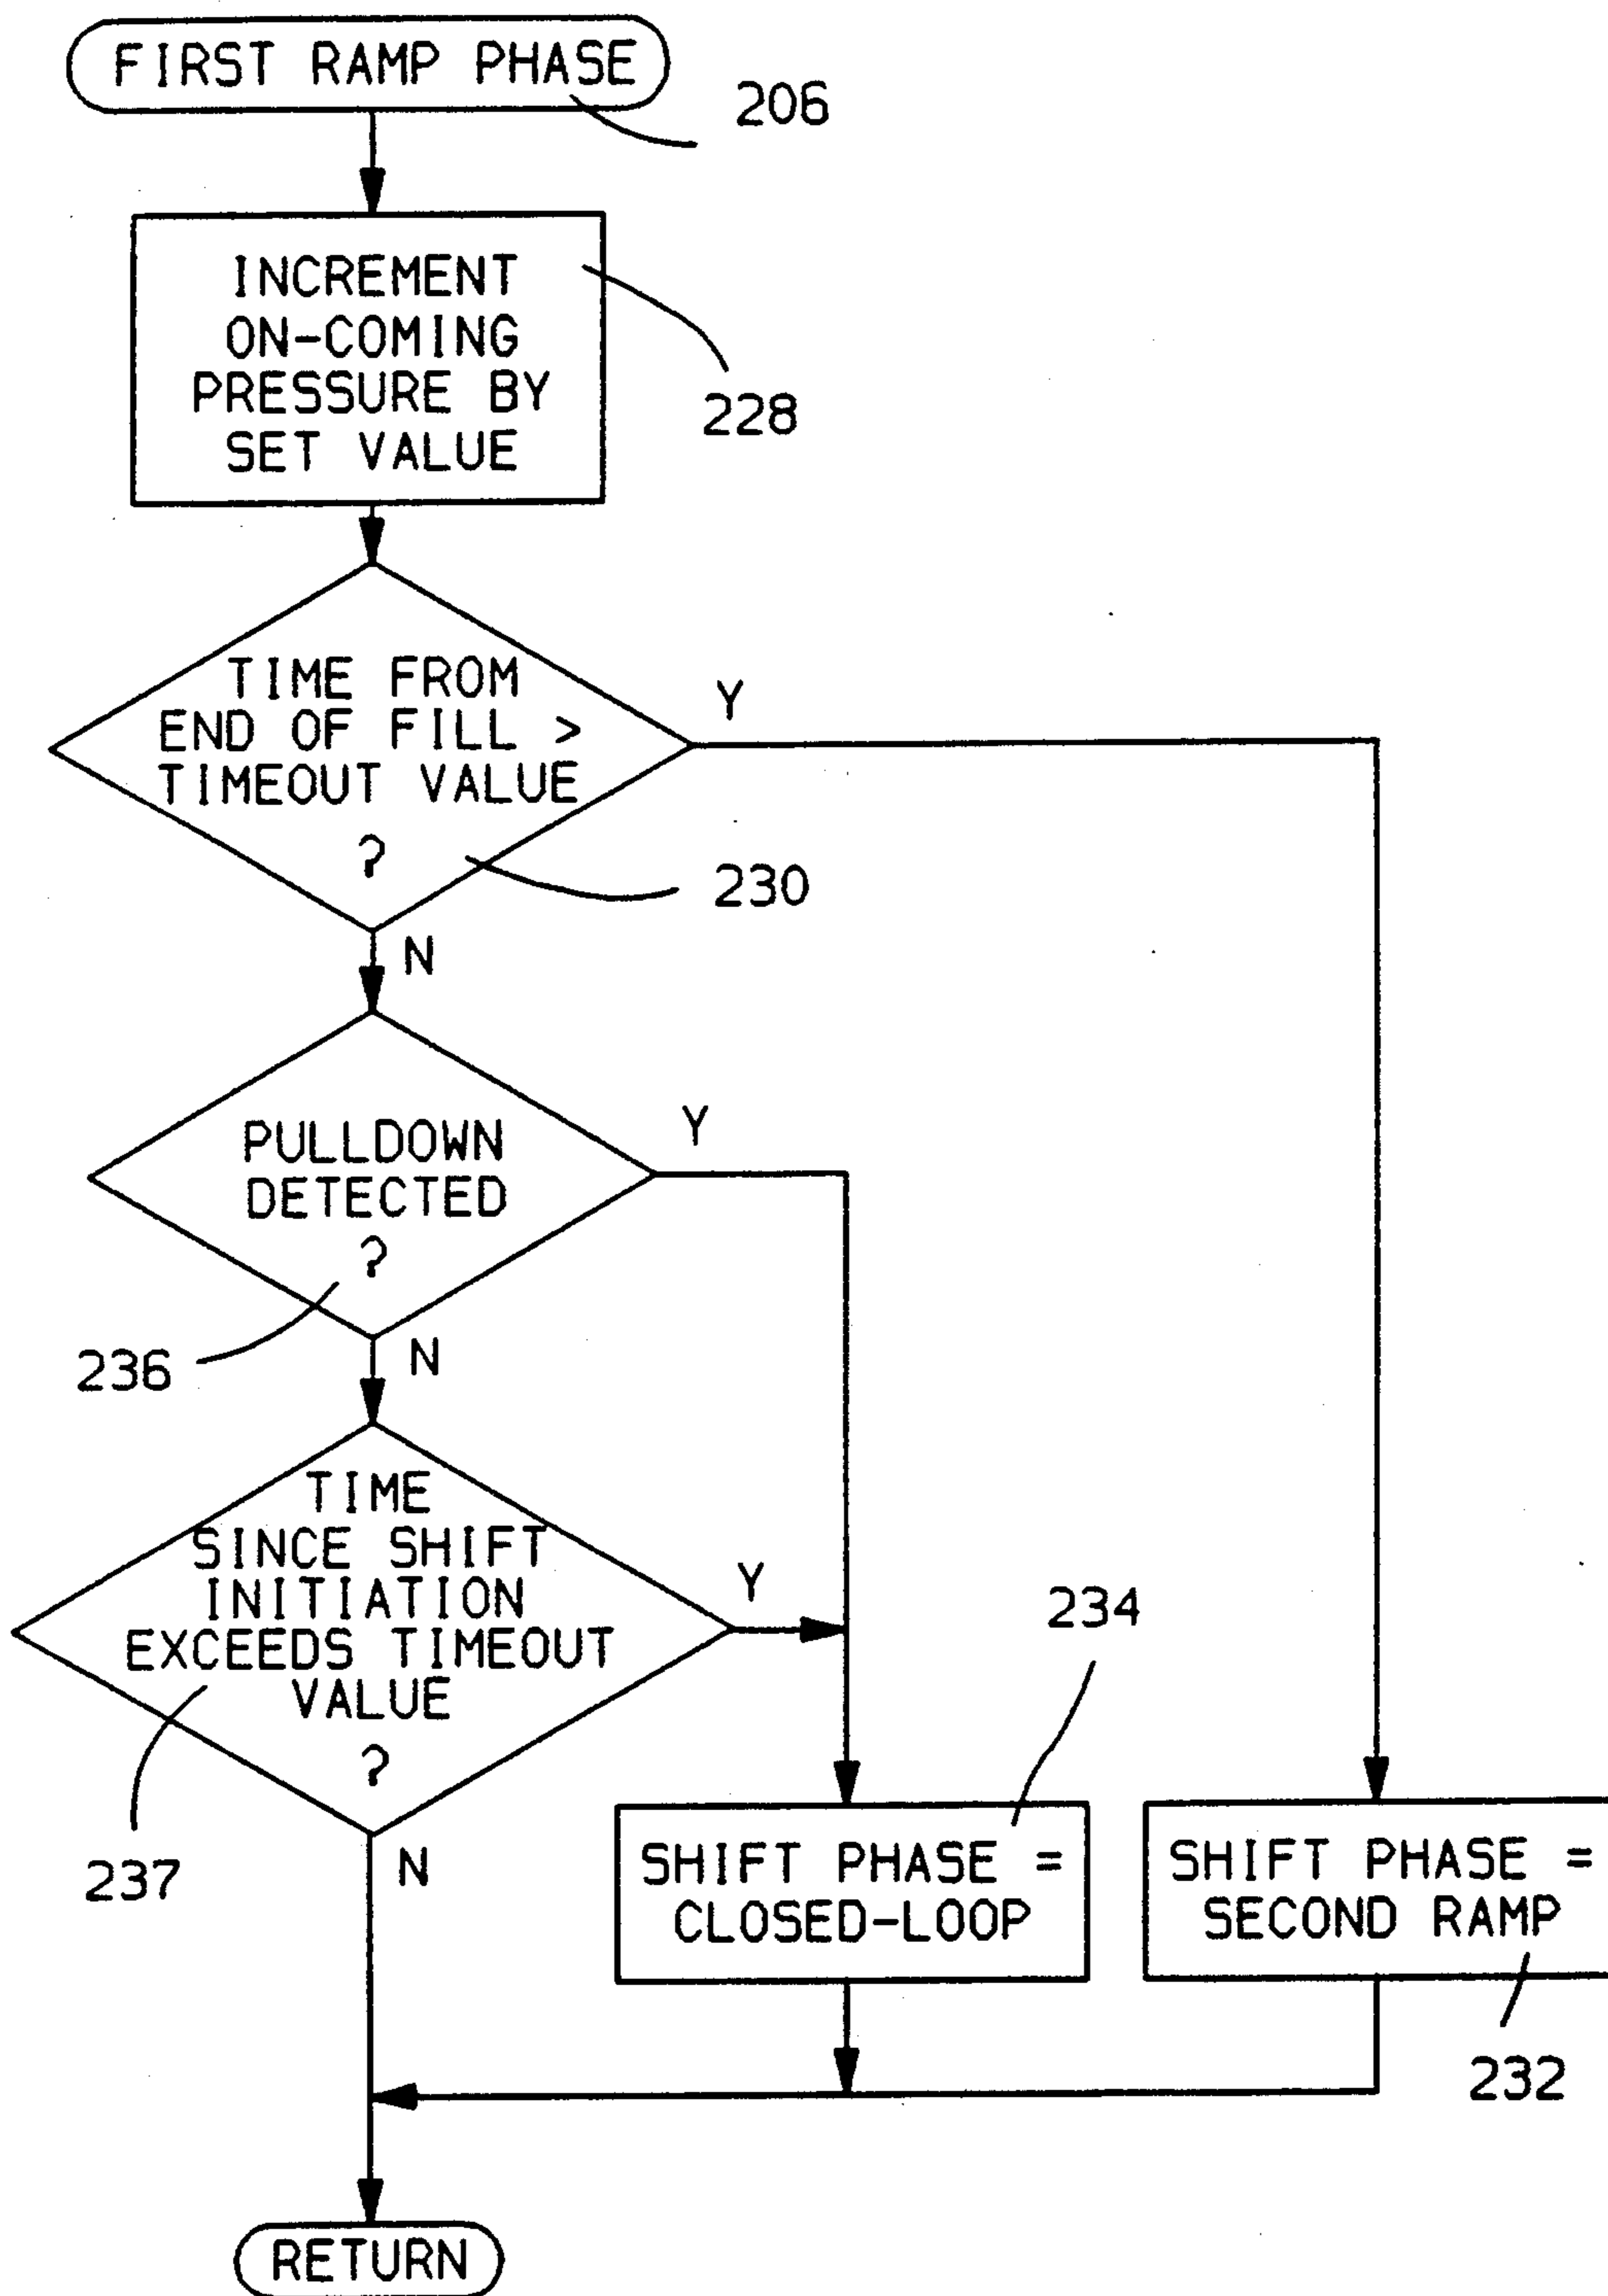 FIRST RAMP PHASE
206
INCREMENT
ON-COMING
PRESSURE BY
SET VALUE
228
TIME FROM
END OF FILL >
TIMEOUT VALUE
?
Y
230
N
PULLDOWN
DETECTED
?
Y
236
N
TIME
SINCE SHIFT
INITIATION
EXCEEDS TIMEOUT
VALUE
?
Y
237
N
234
SHIFT PHASE =
CLOSED-LOOP
SHIFT PHASE =
SECOND RAMP
232
RETURN